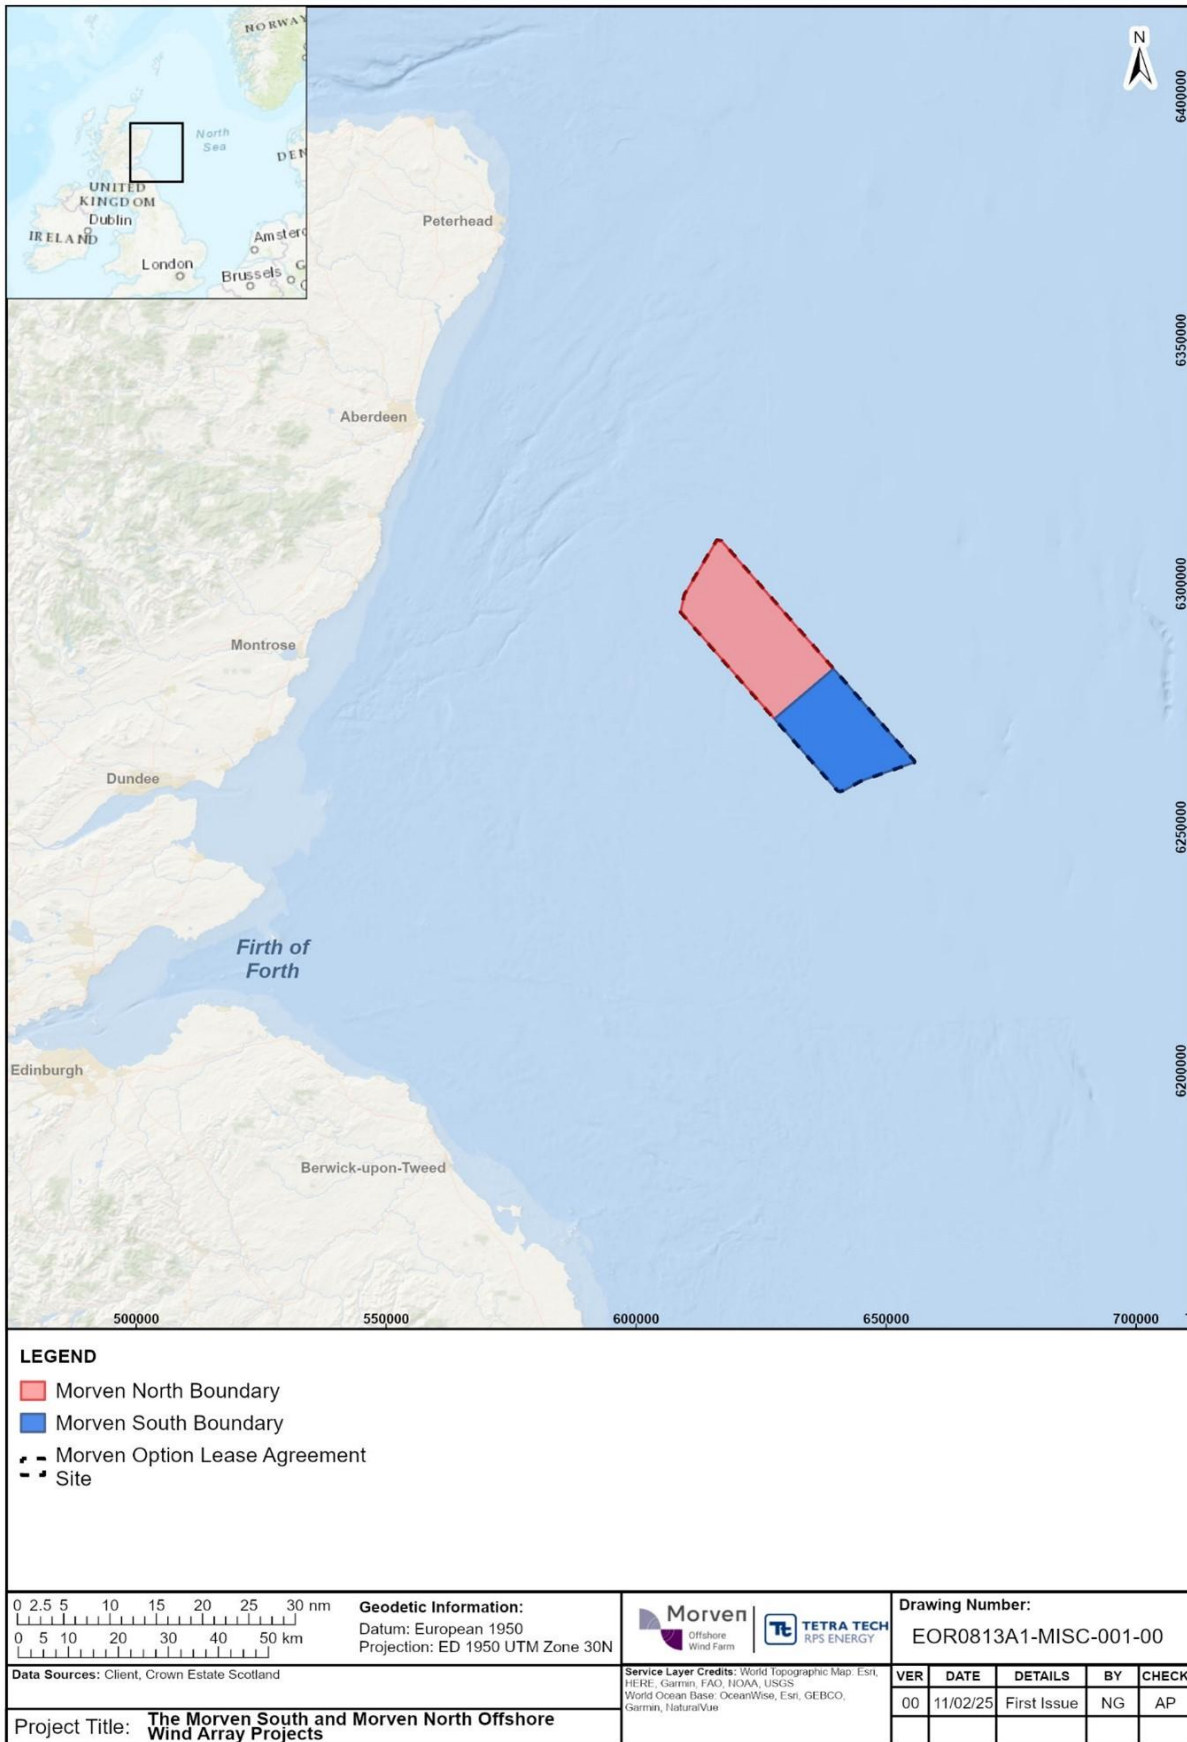 NORWAY
North
Sea
DEN
UNITED
KINGDOM
Dublin
IRELAND
Amsterd
London
Brussels
N
6400000
Peterhead
6350000
Aberdeen
6300000
Montrose
Dundee
6250000
Firth of
Forth
6200000
Edinburgh
Berwick-upon-Tweed
500000 550000 600000 650000 700000
LEGEND
Morven North Boundary
Morven South Boundary
Morven Option Lease Agreement
Site
0 2.5 5 10 15 20 25 30 nm
0 5 10 20 30 40 50 km
Geodetic Information:
Datum: European 1950
Projection: ED 1950 UTM Zone 30N
Morven
Offshore
Wind Farm
Tt TETRA TECH
RPS ENERGY
Drawing Number:
EOR0813A1-MISC-001-00
Data Sources: Client, Crown Estate Scotland
Service Layer Credits: World Topographic Map: Esri,
HERE, Garmin, FAO, NOAA, USGS
World Ocean Base: OceanWise, Esri, GEBCO,
Garmin, NaturalVue
VER DATE DETAILS BY CHECK
00 11/02/25 First Issue NG AP
Project Title: The Morven South and Morven North Offshore
Wind Array Projects